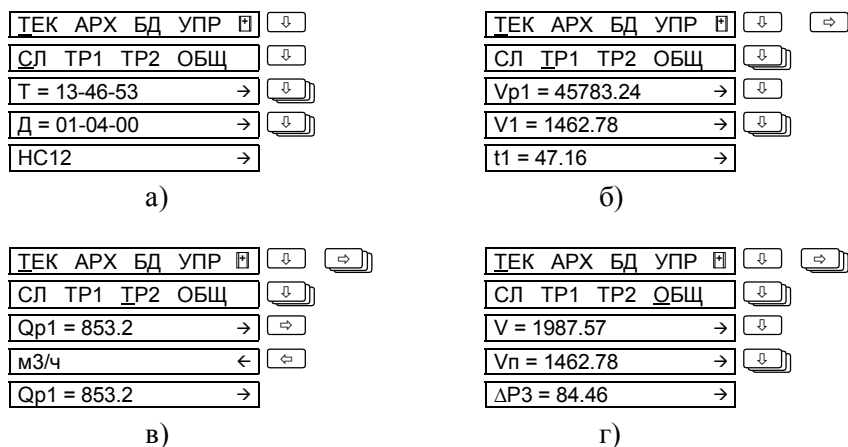 ТЕК АРХ БД УПР
СЛ ТР1 ТР2 ОБЩ
Т = 13-46-53 →
Д = 01-04-00 →
НС12 →
а)
ТЕК АРХ БД УПР
СЛ ТР1 ТР2 ОБЩ
Vр1 = 45783.24 →
V1 = 1462.78 →
t1 = 47.16 →
б)
ТЕК АРХ БД УПР
СЛ ТР1 ТР2 ОБЩ
Qр1 = 853.2 →
м3/ч ←
Qр1 = 853.2 →
в)
ТЕК АРХ БД УПР
СЛ ТР1 ТР2 ОБЩ
V = 1987.57 →
Vп = 1462.78 →
ΔР3 = 84.46 →
г)